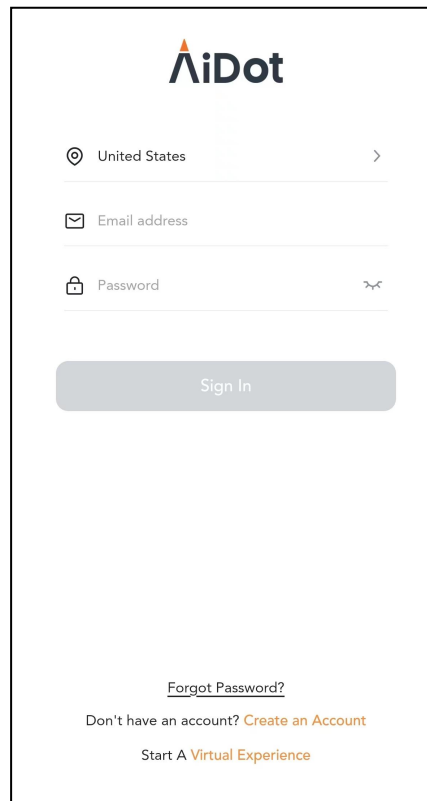 AiDot
United States
Email address
Password
Sign In
Forgot Password?
Don't have an account? Create an Account
Start A Virtual Experience